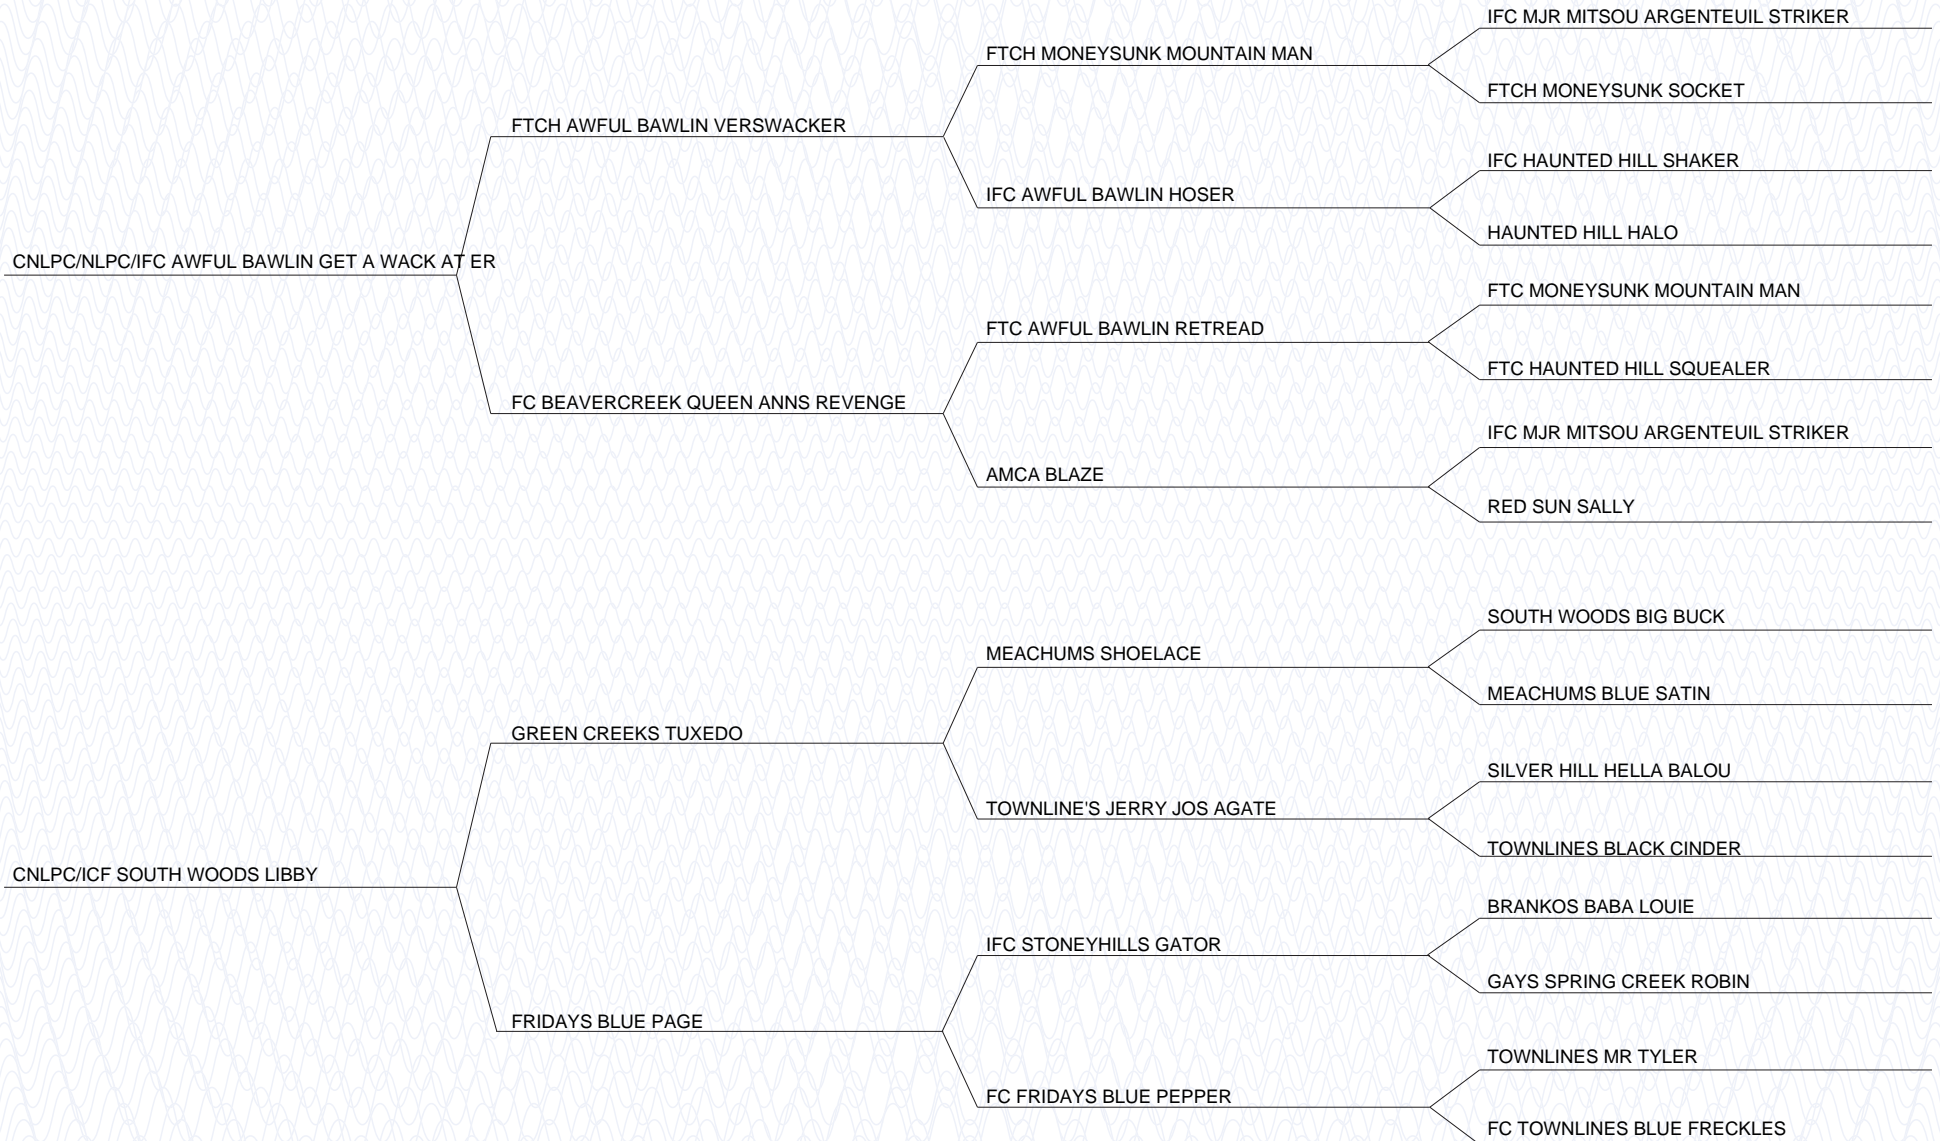 IFC MJR MITSOU ARGENTEUIL STRIKER
FTCH MONEYSUNK MOUNTAIN MAN
FTCH MONEYSUNK SOCKET
FTCH AWFUL BAWLIN VERSWACKER
IFC HAUNTED HILL SHAKER
IFC AWFUL BAWLIN HOSER
HAUNTED HILL HALO
CNLPC/NLPC/IFC AWFUL BAWLIN GET A WACK AT ER
FTC MONEYSUNK MOUNTAIN MAN
FTC AWFUL BAWLIN RETREAD
FTC HAUNTED HILL SQUEALER
FC BEAVERCREEK QUEEN ANNS REVENGE
IFC MJR MITSOU ARGENTEUIL STRIKER
AMCA BLAZE
RED SUN SALLY
SOUTH WOODS BIG BUCK
MEACHUMS SHOELACE
MEACHUMS BLUE SATIN
GREEN CREEKS TUXEDO
SILVER HILL HELLA BALOU
TOWNLINE'S JERRY JOS AGATE
TOWNLINES BLACK CINDER
CNLPC/ICF SOUTH WOODS LIBBY
BRANKOS BABA LOUIE
IFC STONEYHILLS GATOR
GAYS SPRING CREEK ROBIN
FRIDAYS BLUE PAGE
TOWNLINES MR TYLER
FC FRIDAYS BLUE PEPPER
FC TOWNLINES BLUE FRECKLES